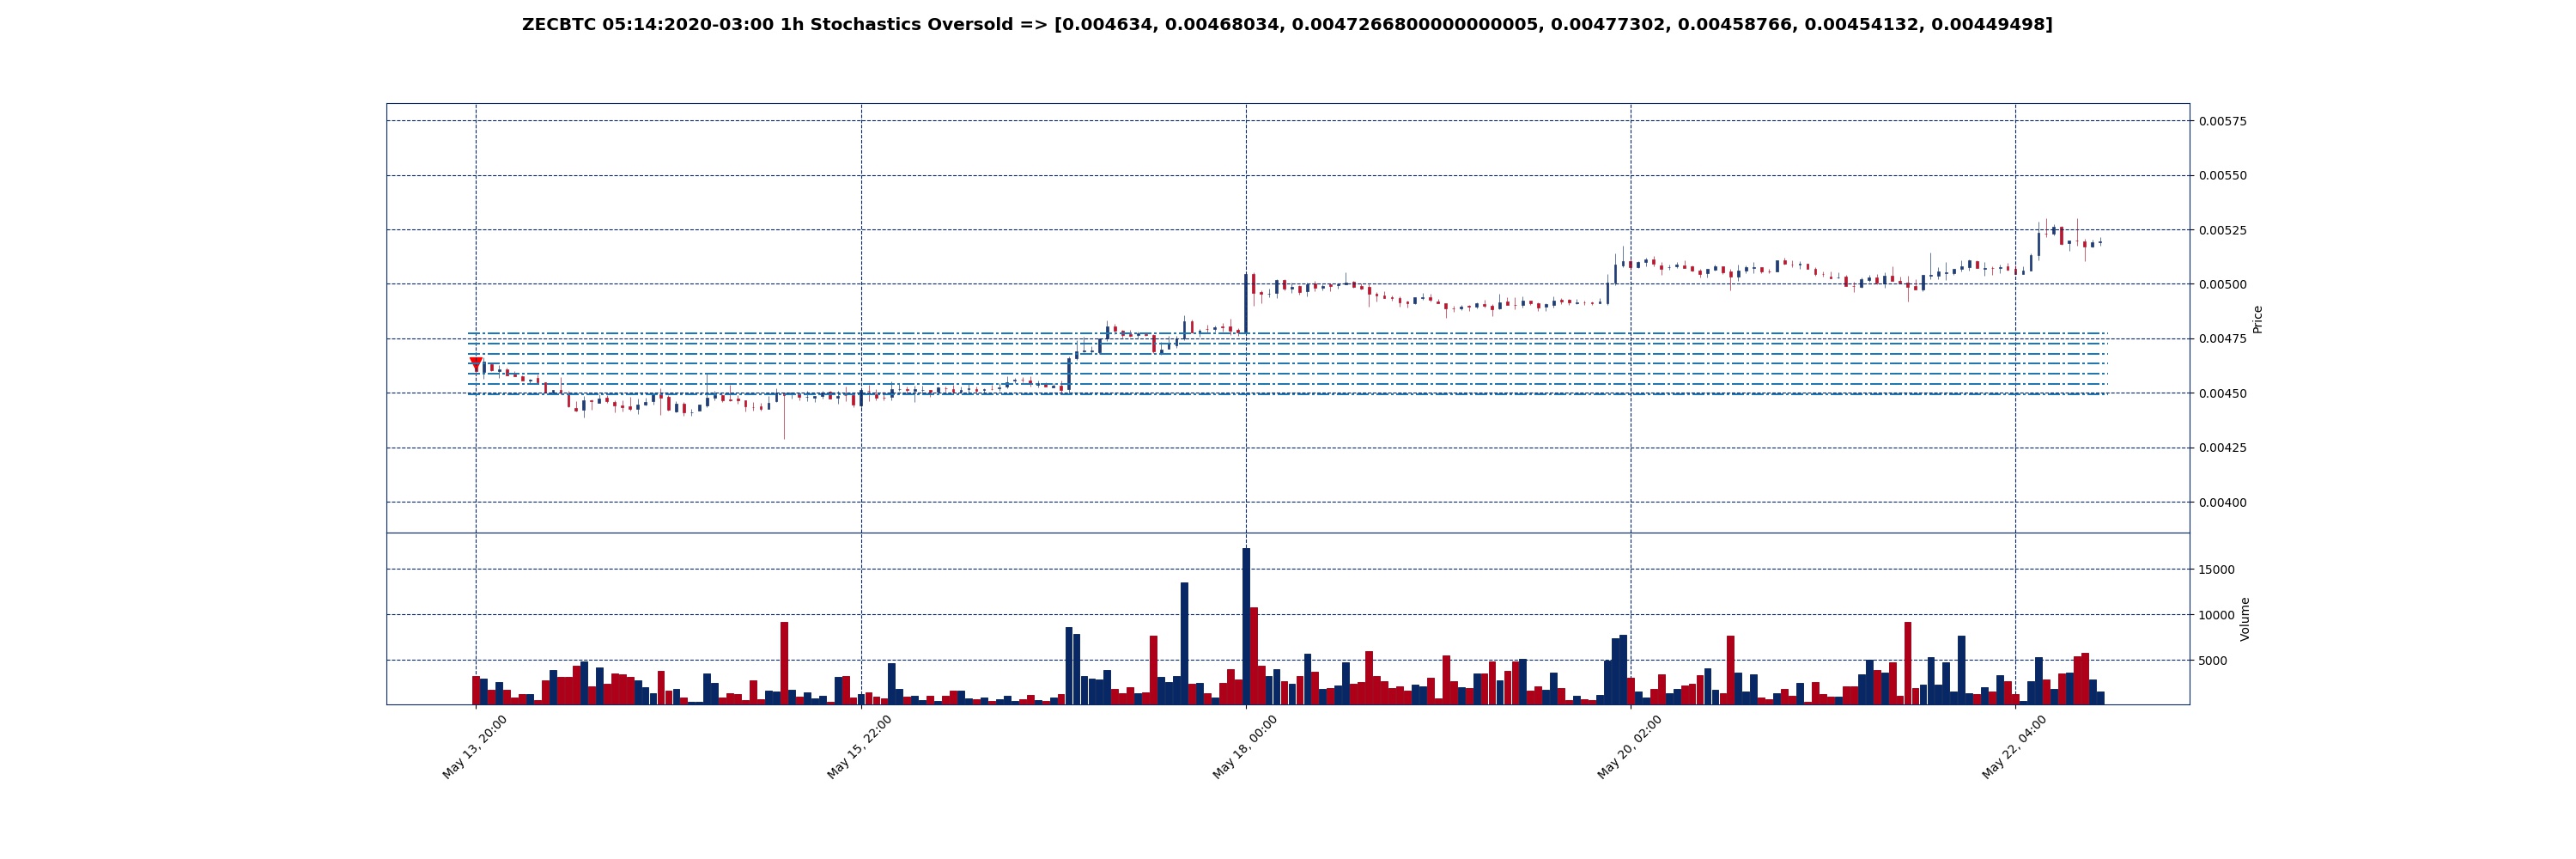 ZECBTC 05:14:2020-03:00 1h Stochastics Oversold => [0.004634, 0.00468034, 0.0047266800000000005, 0.00477302, 0.00458766, 0.00454132, 0.00449498]
0.00575
0.00550
0.00525
0.00500
0.00475
0.00450
0.00425
0.00400
Price
15000
10000
5000
Volume
May 13, 20:00
May 15, 22:00
May 18, 00:00
May 20, 02:00
May 22, 04:00